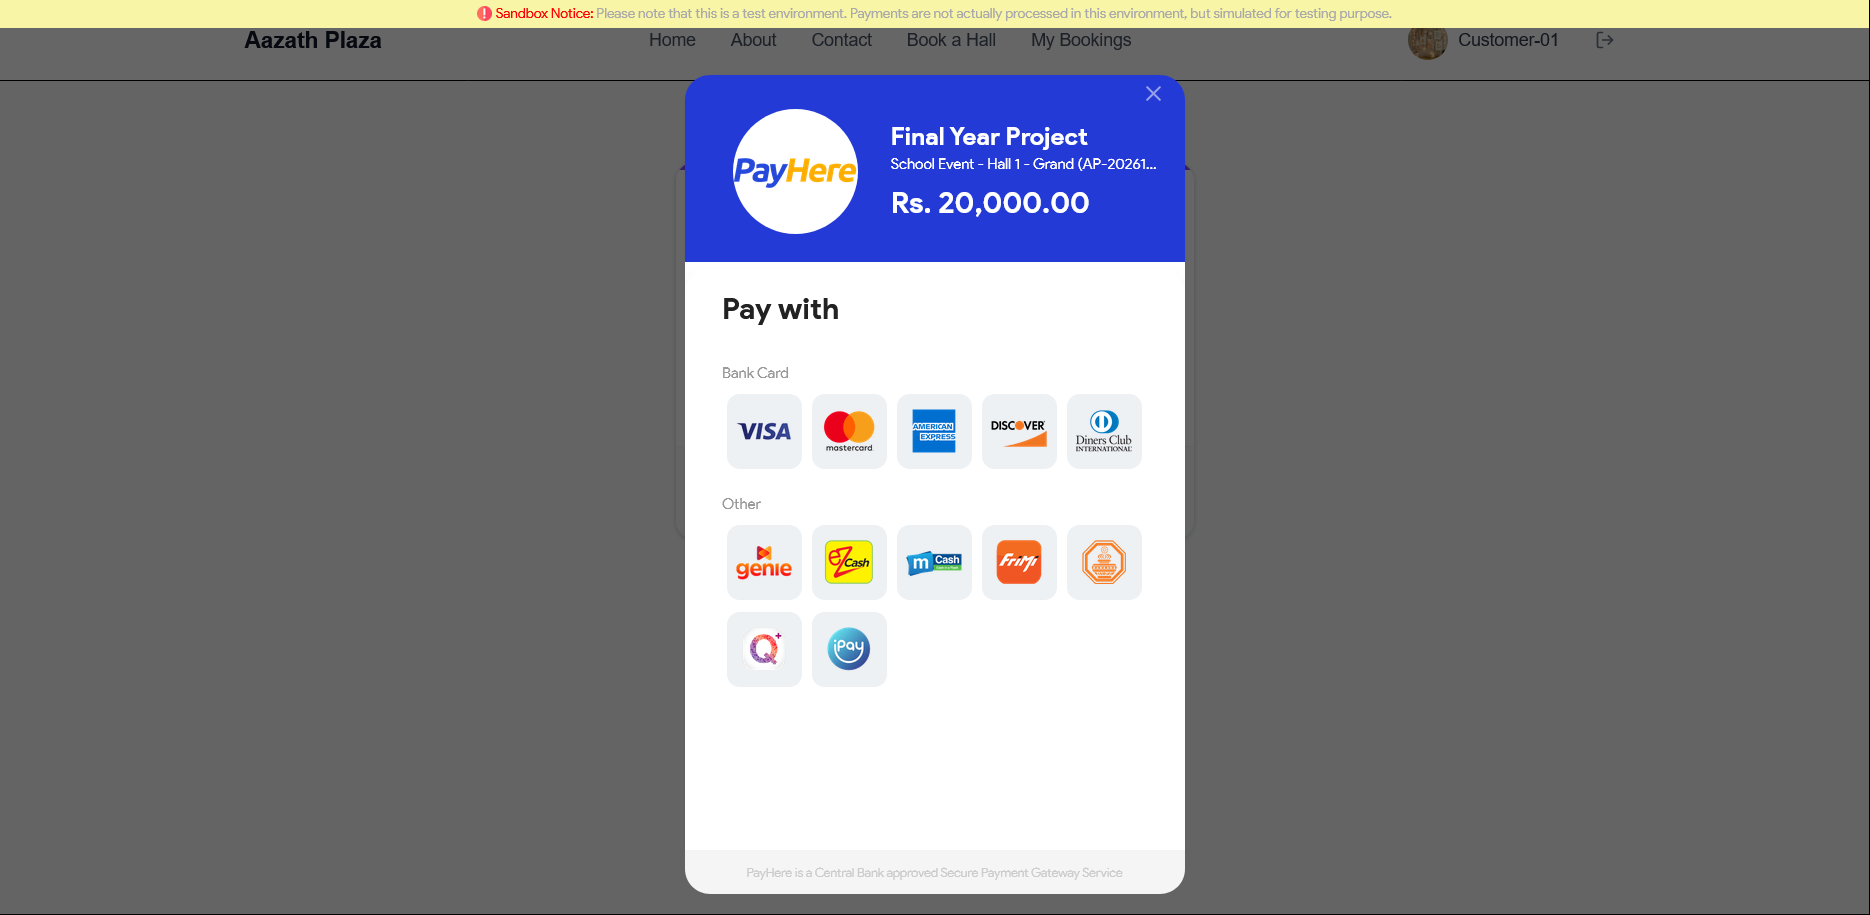 Sandbox Notice: Please note that this is a test environment. Payments are not actually processed in this environment, but simulated for testing purpose.
Aazath Plaza Home About Contact Book a Hall My Bookings Customer-01
PayHere
Final Year Project
School Event - Hall 1 - Grand (AP-20261...
Rs. 20,000.00
Pay with
Bank Card
VISA mastercard AMERICAN EXPRESS DISCOVER Diners Club INTERNATIONAL
Other
genie eZ Cash m Cash FriMi
Q+ iPay
PayHere is a Central Bank approved Secure Payment Gateway Service